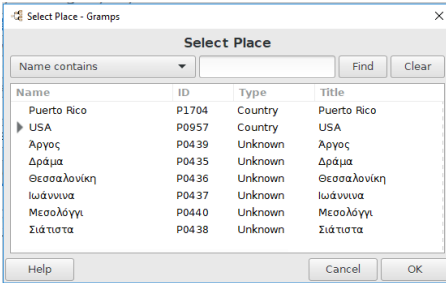 Select Place - Gramps
Select Place
Name contains Find Clear
Name ID Type Title
Puerto Rico P1704 Country Puerto Rico
USA P0957 Country USA
Άργος P0439 Unknown Άργος
Δράμα P0435 Unknown Δράμα
Θεσσαλονίκη P0436 Unknown Θεσσαλονίκη
Ιωάννινα P0437 Unknown Ιωάννινα
Μεσολόγγι P0440 Unknown Μεσολόγγι
Σιάτιστα P0438 Unknown Σιάτιστα
Help Cancel OK